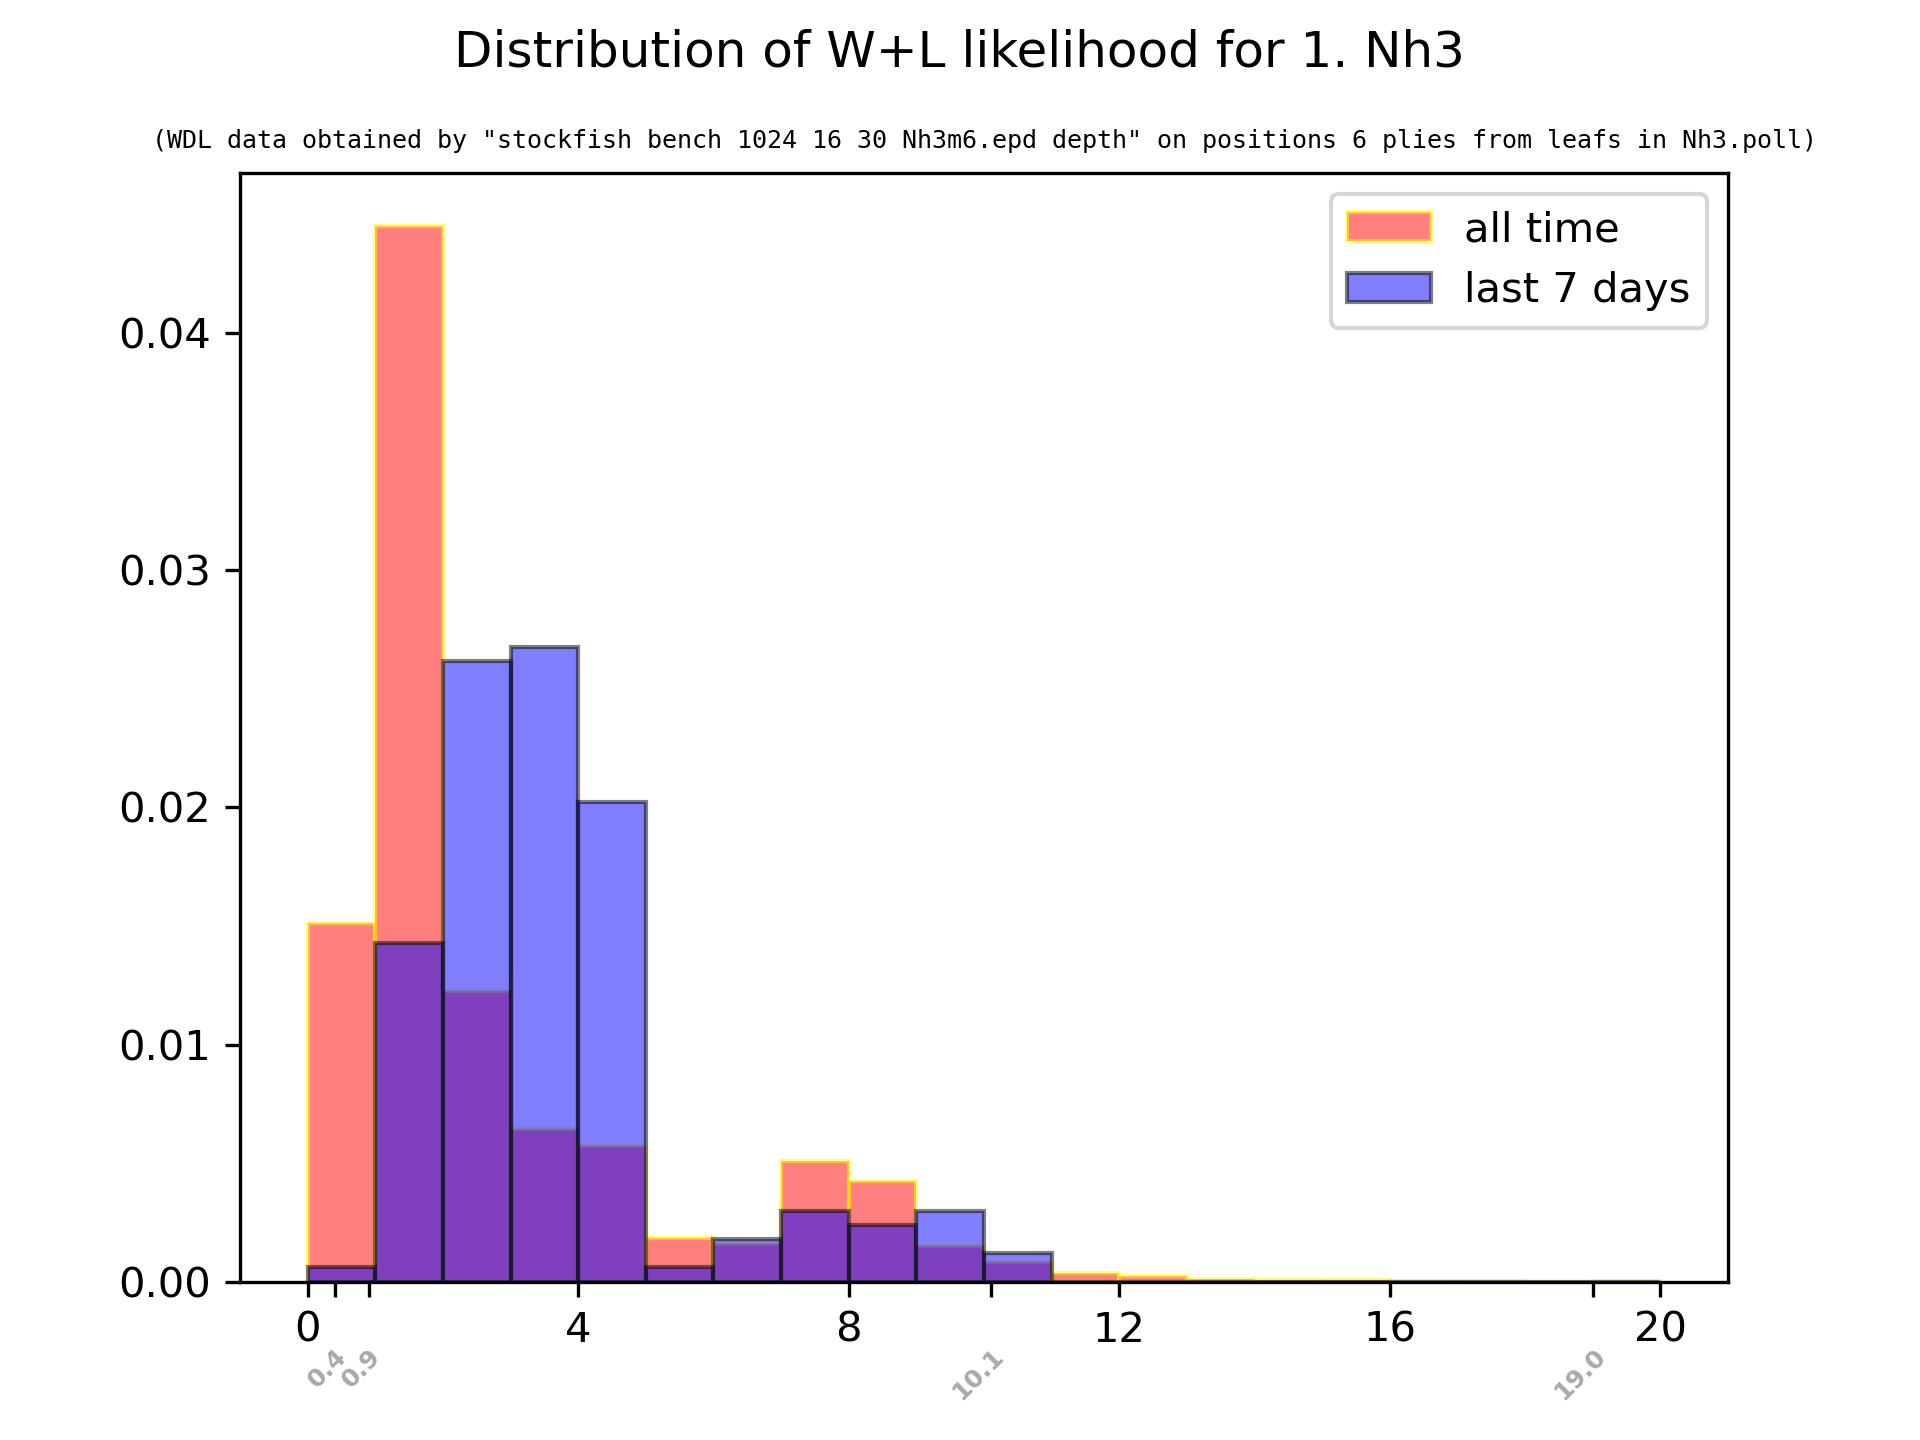 Distribution of W+L likelihood for 1. Nh3
(WDL data obtained by "stockfish bench 1024 16 30 Nh3m6.epd depth" on positions 6 plies from leafs in Nh3.poll)
all time
last 7 days
0.04
0.03
0.02
0.01
0.00
0 4 8 12 16 20
0.4 0.9 10.1 19.0